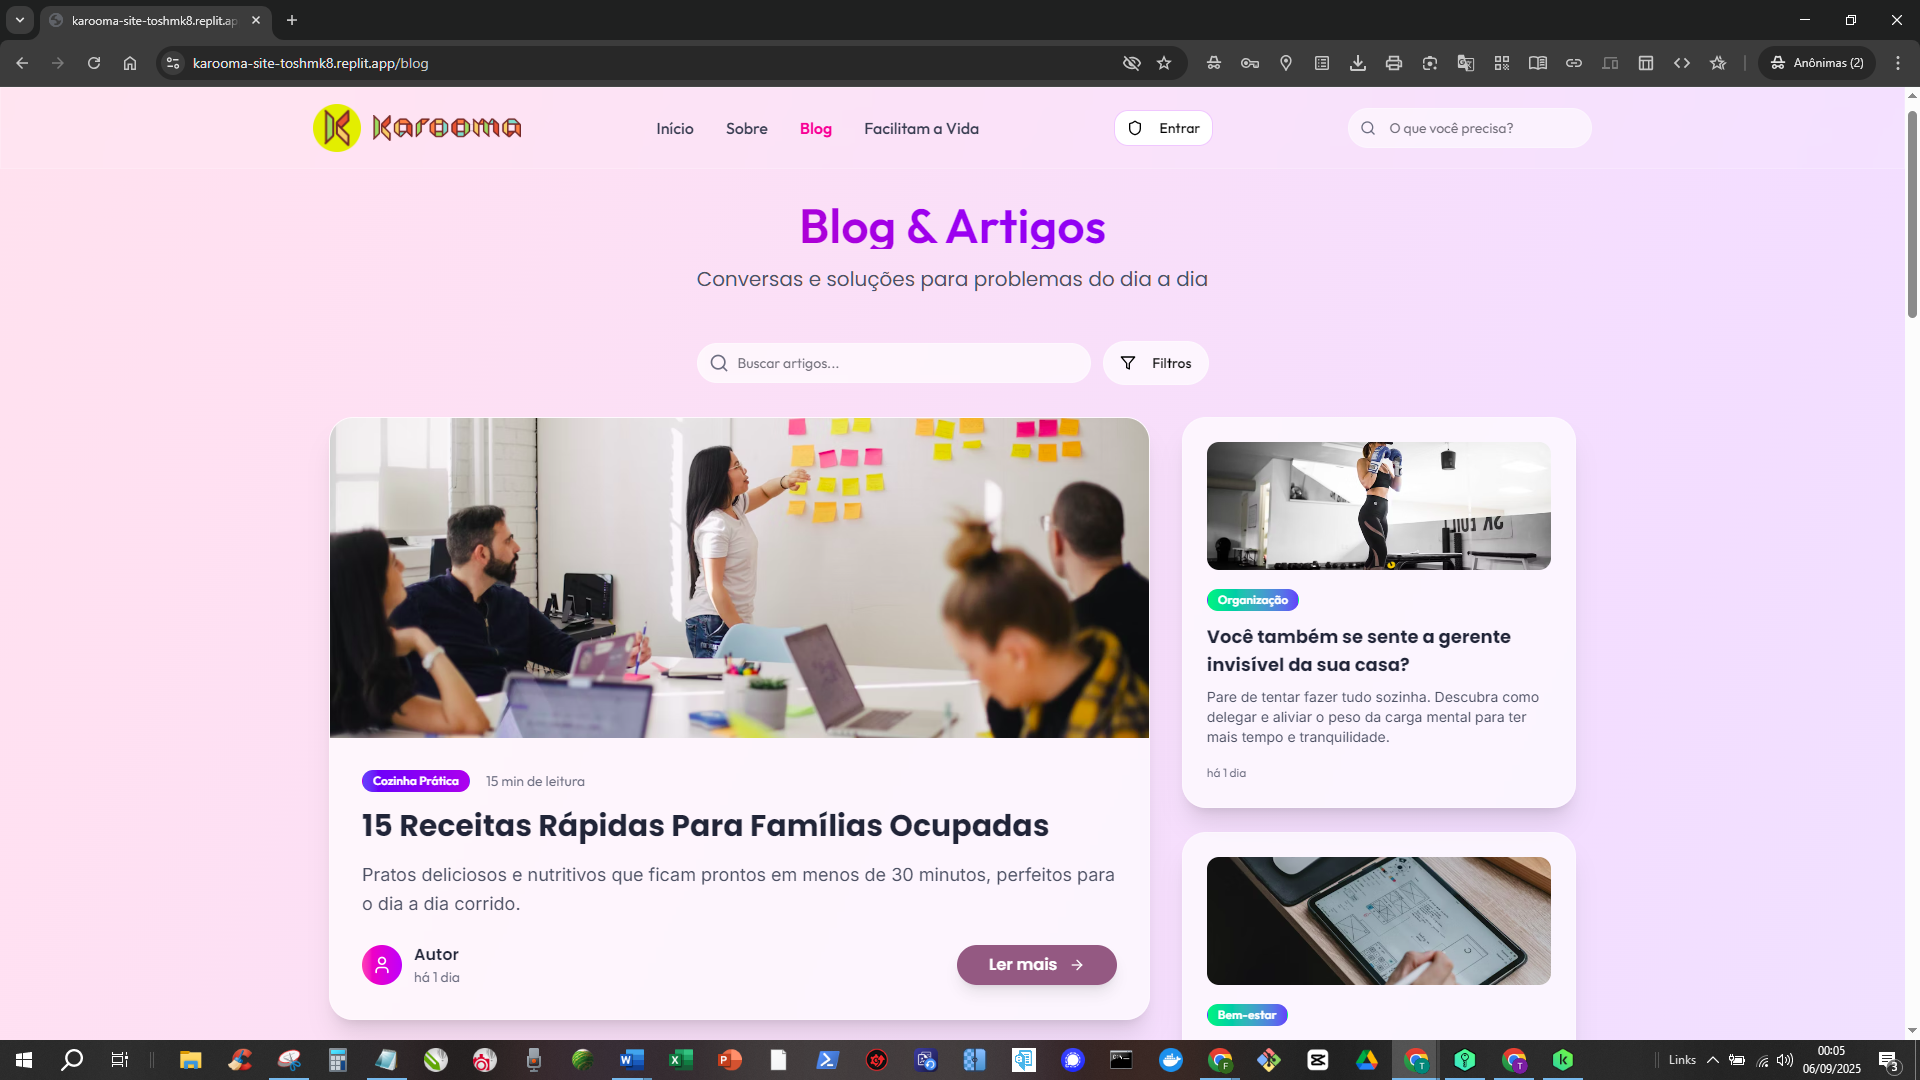 karooma-site-toshmk8.replit.ap
karooma-site-toshmk8.replit.app/blog
Anônimas (2)
Karooma
Início
Sobre
Blog
Facilitam a Vida
Entrar
O que você precisa?
Blog & Artigos
Conversas e soluções para problemas do dia a dia
Buscar artigos...
Filtros
Cozinha Prática
15 min de leitura
15 Receitas Rápidas Para Famílias Ocupadas
Pratos deliciosos e nutritivos que ficam prontos em menos de 30 minutos, perfeitos para
o dia a dia corrido.
Autor
há 1 dia
Ler mais
Organização
Você também se sente a gerente
invisível da sua casa?
Pare de tentar fazer tudo sozinha. Descubra como
delegar e aliviar o peso da carga mental para ter
mais tempo e tranquilidade.
há 1 dia
Bem-estar
Links
00:05
06/09/2025
3